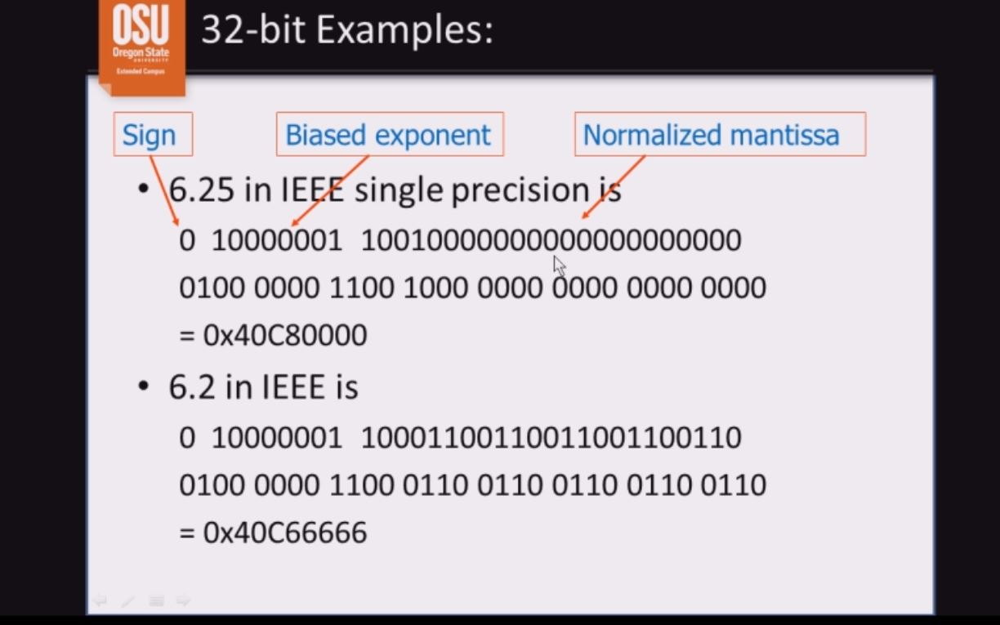 OSU
Oregon State
UNIVERSITY
Extended Campus
32-bit Examples:
Sign
Biased exponent
Normalized mantissa
• 6.25 in IEEE single precision is
0 10000001 10010000000000000000000
0100 0000 1100 1000 0000 0000 0000 0000
= 0x40C80000
• 6.2 in IEEE is
0 10000001 10001100110011001100110
0100 0000 1100 0110 0110 0110 0110 0110
= 0x40C66666